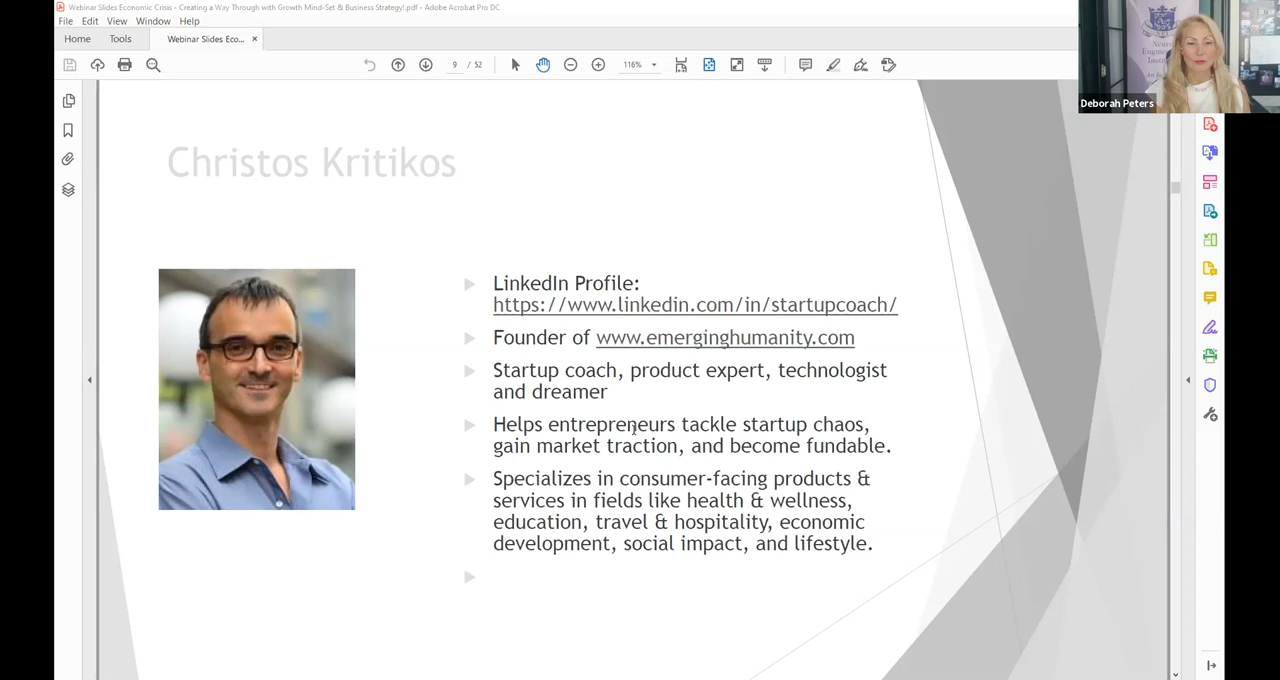 Webinar Slides Economic Crisis - Creating a Way Through with Growth Mind-Set & Business Strategy!.pdf - Adobe Acrobat Pro DC
File Edit View Window Help
Home Tools Webinar Slides Eco... ×
9 / 52 116%
Neuro
Engineer
Institu
Deborah Peters
Christos Kritikos
LinkedIn Profile:
https://www.linkedin.com/in/startupcoach/
Founder of www.emerginghumanity.com
Startup coach, product expert, technologist
and dreamer
Helps entrepreneurs tackle startup chaos,
gain market traction, and become fundable.
Specializes in consumer-facing products &
services in fields like health & wellness,
education, travel & hospitality, economic
development, social impact, and lifestyle.